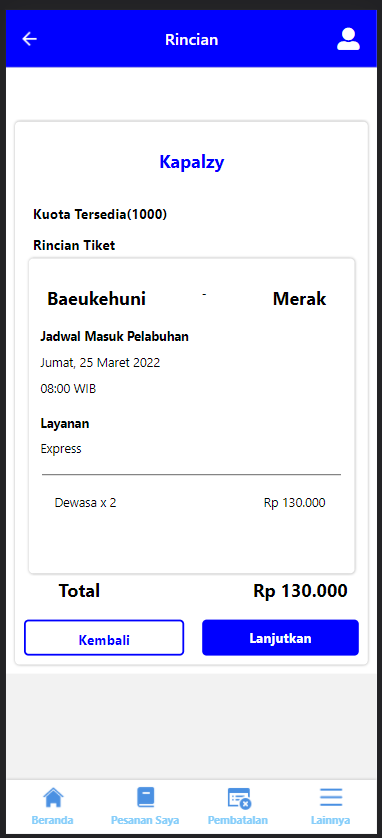 Rincian
Kapalzy
Kuota Tersedia(1000)
Rincian Tiket
Baeukehuni - Merak
Jadwal Masuk Pelabuhan
Jumat, 25 Maret 2022
08:00 WIB
Layanan
Express
Dewasa x 2 Rp 130.000
Total Rp 130.000
Kembali Lanjutkan
Beranda Pesanan Saya Pembatalan Lainnya